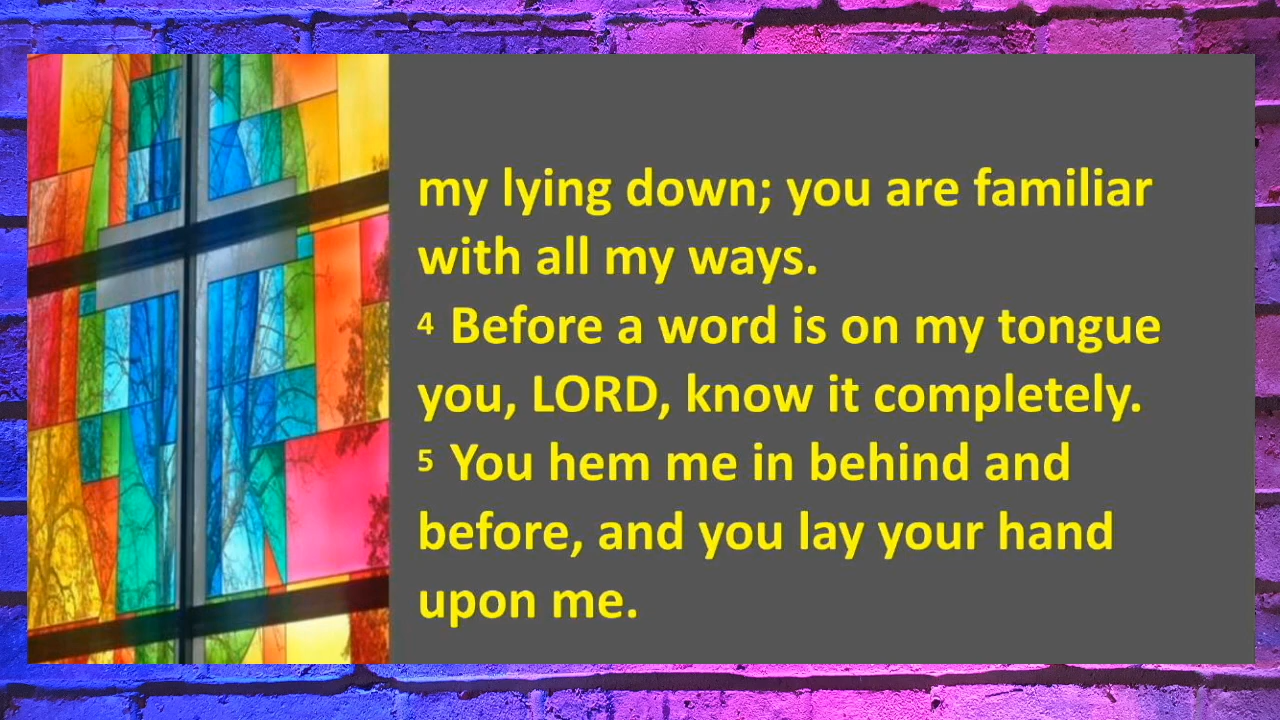 my lying down; you are familiar
with all my ways.
4 Before a word is on my tongue
you, LORD, know it completely.
5 You hem me in behind and
before, and you lay your hand
upon me.